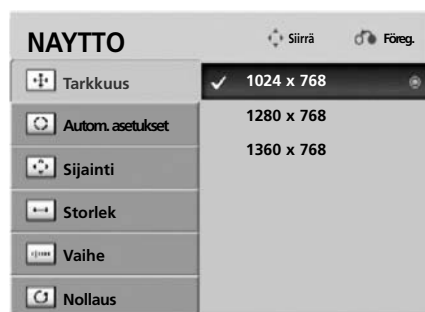 NAYTTO
Siirrä
Föreg.
Tarkkuus
1024 x 768
Autom. asetukset
1280 x 768
Sijainti
1360 x 768
Storlek
Vaihe
Nollaus